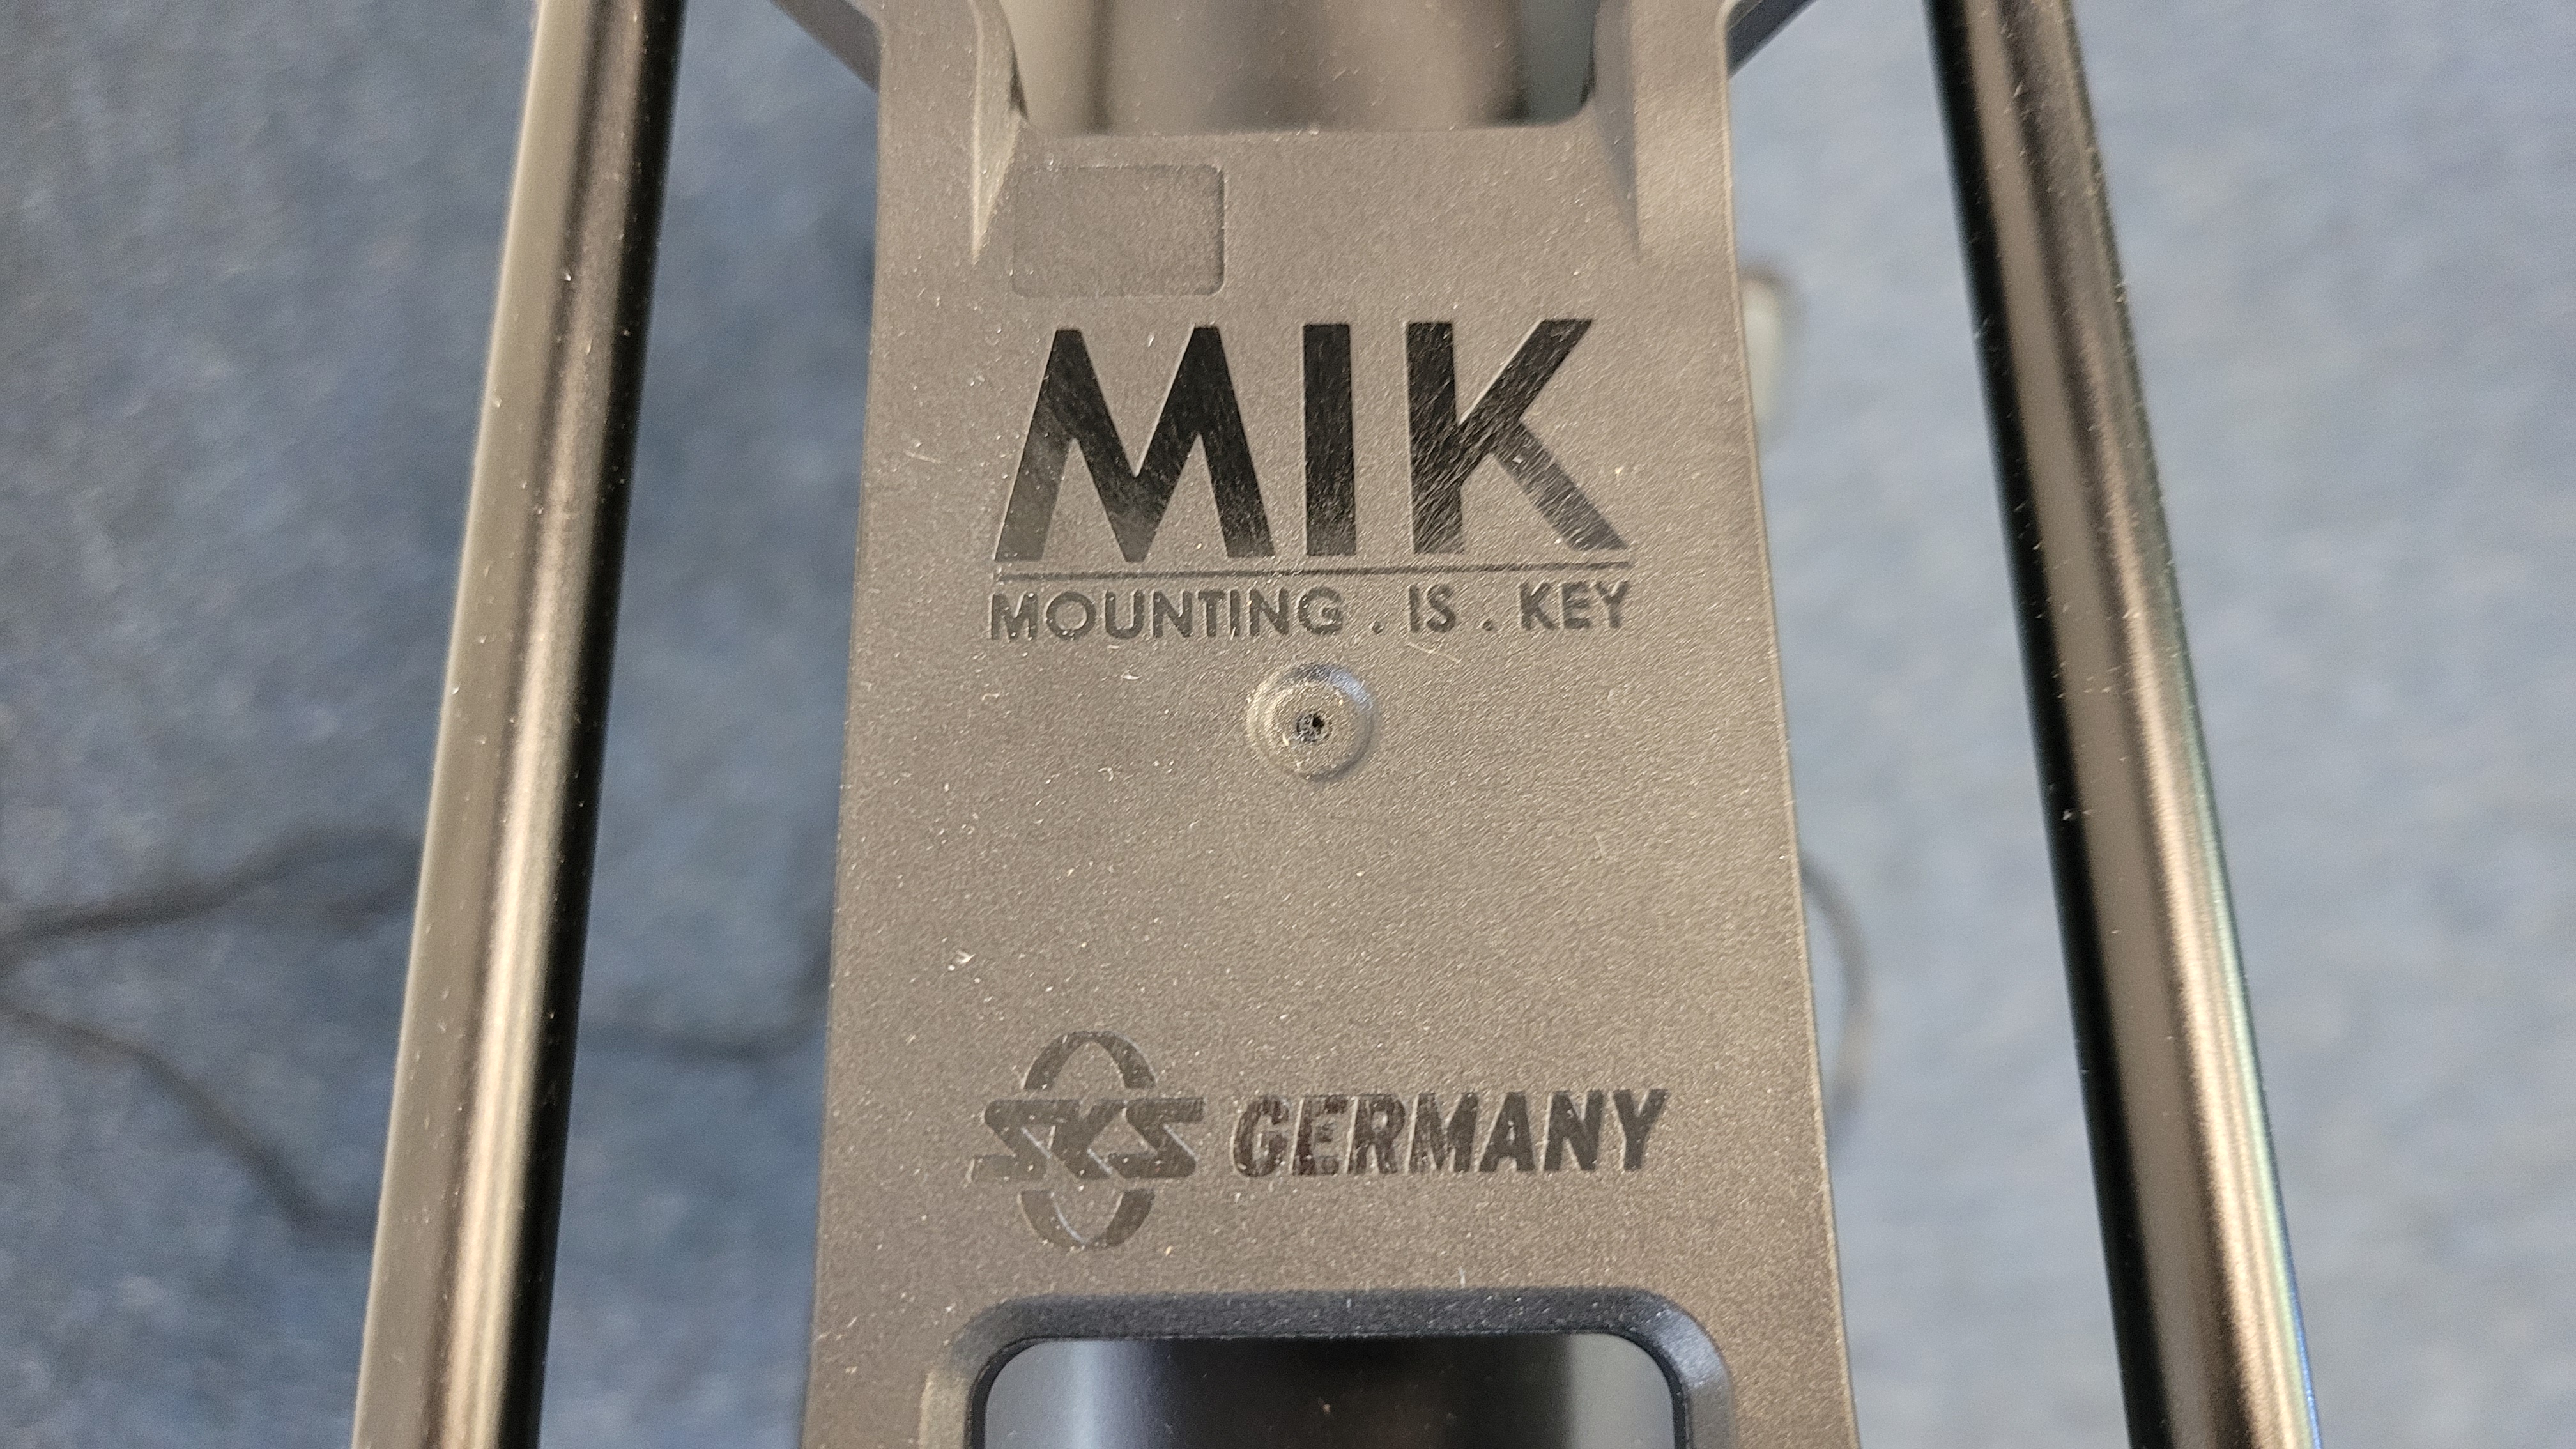 MIK
MOUNTING . IS . KEY
SKS GERMANY